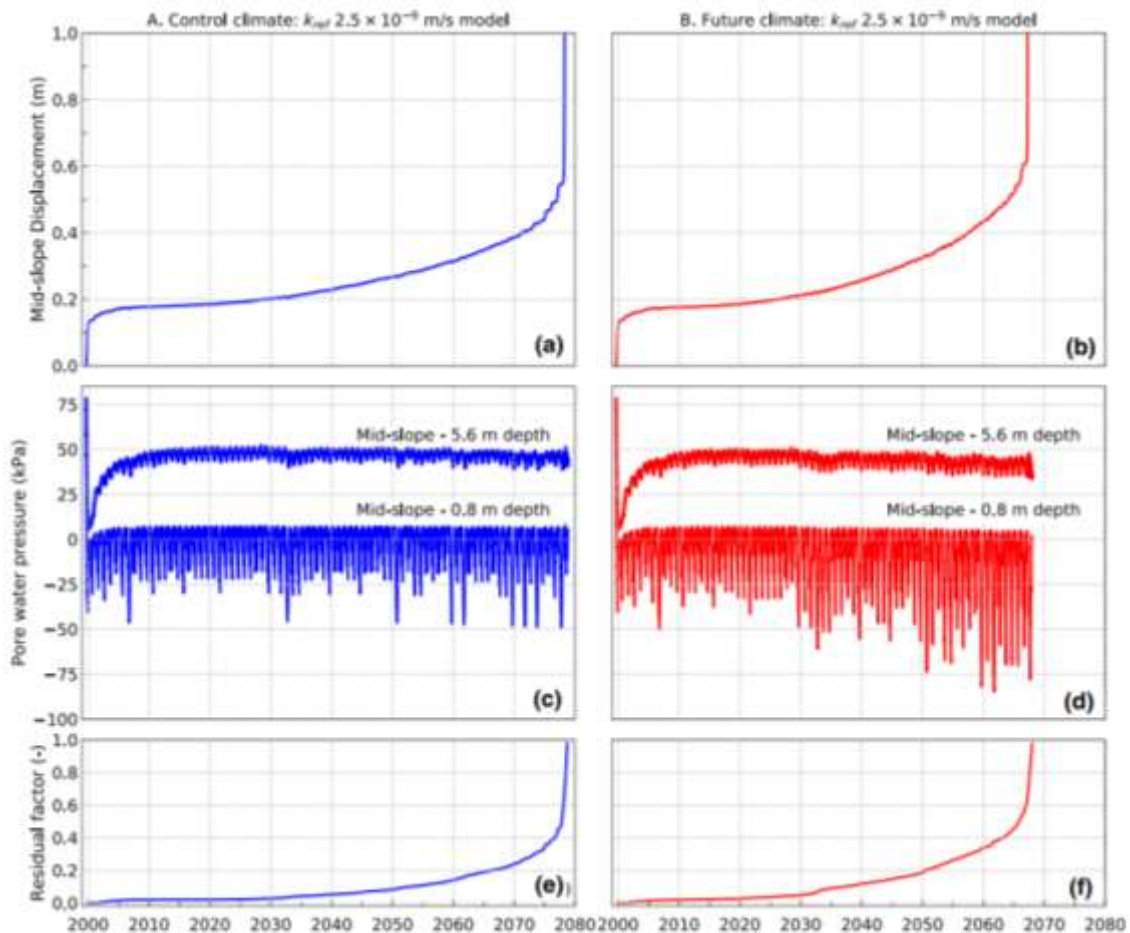 A. Control climate: k_ref 2.5 × 10⁻⁹ m/s model
B. Future climate: k_ref 2.5 × 10⁻⁹ m/s model
Mid-slope Displacement (m)
1.0
0.8
0.6
0.4
0.2
0.0
(a)
(b)
Pore water pressure (kPa)
75
50
25
0
−25
−50
−75
−100
Mid-slope - 5.6 m depth
Mid-slope - 0.8 m depth
(c)
Mid-slope - 5.6 m depth
Mid-slope - 0.8 m depth
(d)
Residual factor (-)
1.0
0.8
0.6
0.4
0.2
0.0
(e)
)
(f)
2000 2010 2020 2030 2040 2050 2060 2070 2080
2000 2010 2020 2030 2040 2050 2060 2070 2080